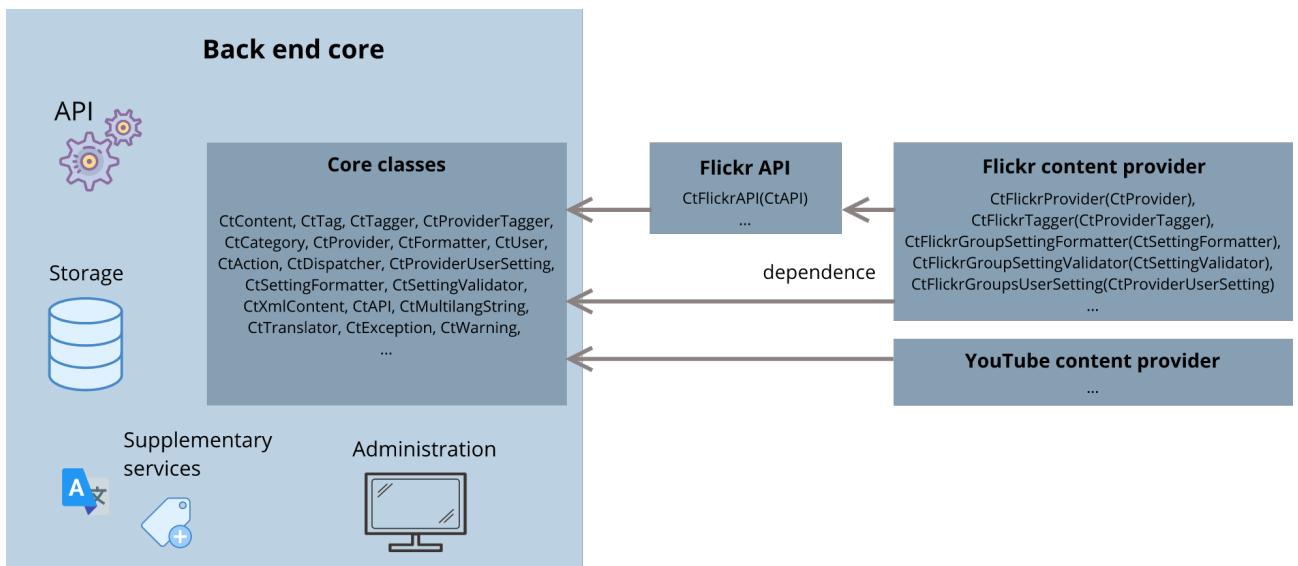 Back end core
API
Core classes
CtContent, CtTag, CtTagger, CtProviderTagger,
CtCategory, CtProvider, CtFormatter, CtUser,
CtAction, CtDispatcher, CtProviderUserSetting,
CtSettingFormatter, CtSettingValidator,
CtXmlContent, CtAPI, CtMultilangString,
CtTranslator, CtException, CtWarning,
...
Storage
Supplementary
services
A
文
Administration
Flickr API
CtFlickrAPI(CtAPI)
...
Flickr content provider
CtFlickrProvider(CtProvider),
CtFlickrTagger(CtProviderTagger),
CtFlickrGroupSettingFormatter(CtSettingFormatter),
CtFlickrGroupSettingValidator(CtSettingValidator),
CtFlickrGroupsUserSetting(CtProviderUserSetting)
...
dependence
YouTube content provider
...